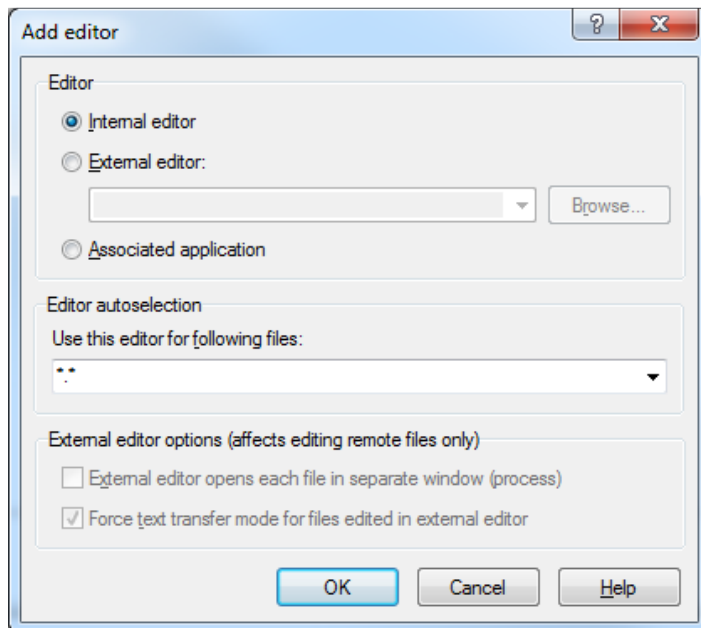 Add editor
?
Editor
Internal editor
External editor:
Browse...
Associated application
Editor autoselection
Use this editor for following files:
*.*
External editor options (affects editing remote files only)
External editor opens each file in separate window (process)
Force text transfer mode for files edited in external editor
OK Cancel Help